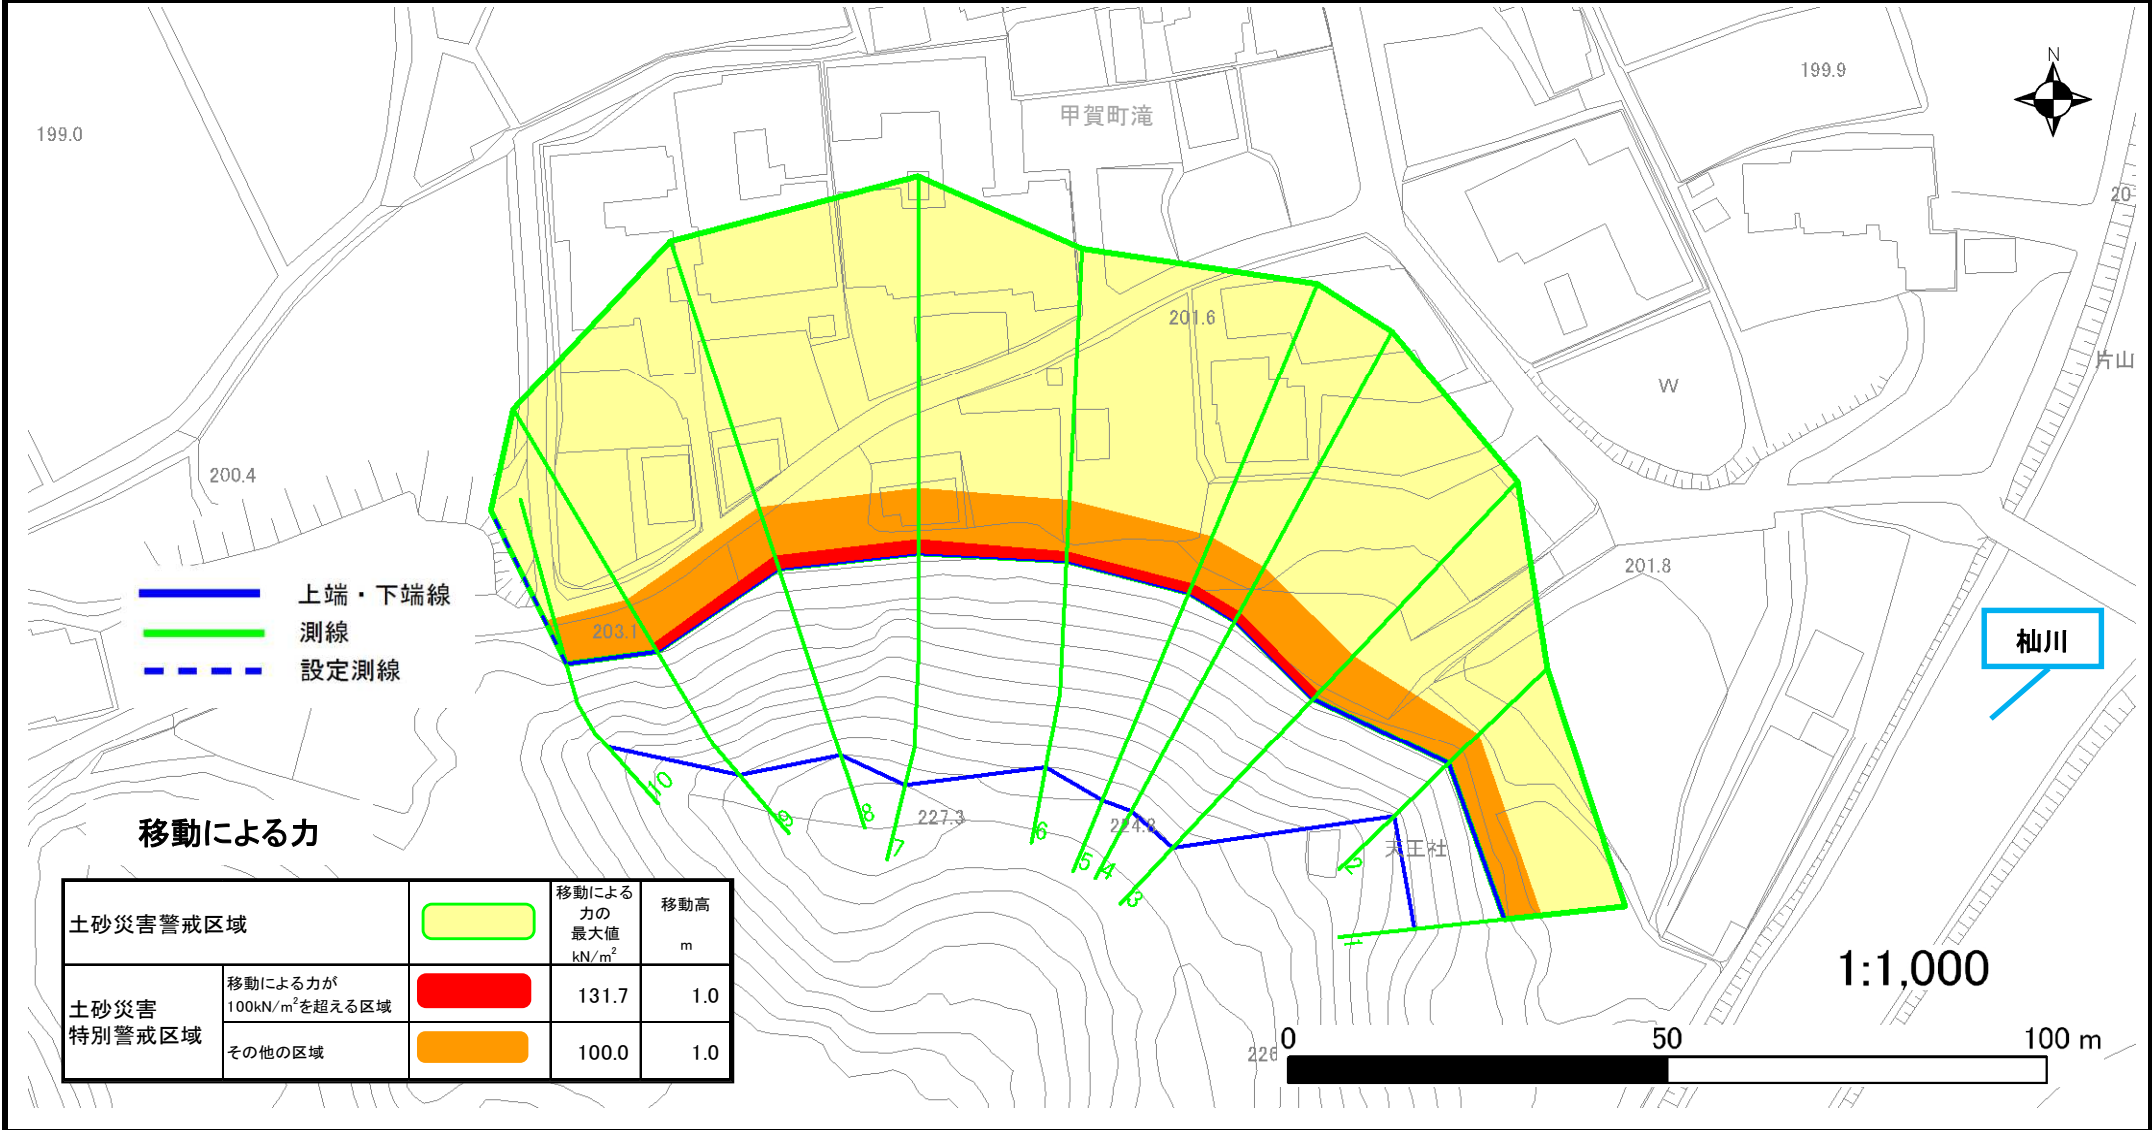 N
199.9
199.0
甲賀町滝
20
201.6
片山
W
200.4
201.8
上端・下端線
測線
設定測線
203.1
杣川
移動による力
10
9
8
7
6
5
4
3
2
1
227.3
224.8
天王社
土砂災害警戒区域
移動による
力の
最大値
kN/m²
移動高
m
土砂災害
特別警戒区域
移動による力が
100kN/m²を超える区域
131.7
1.0
その他の区域
100.0
1.0
1:1,000
0
50
100 m
226